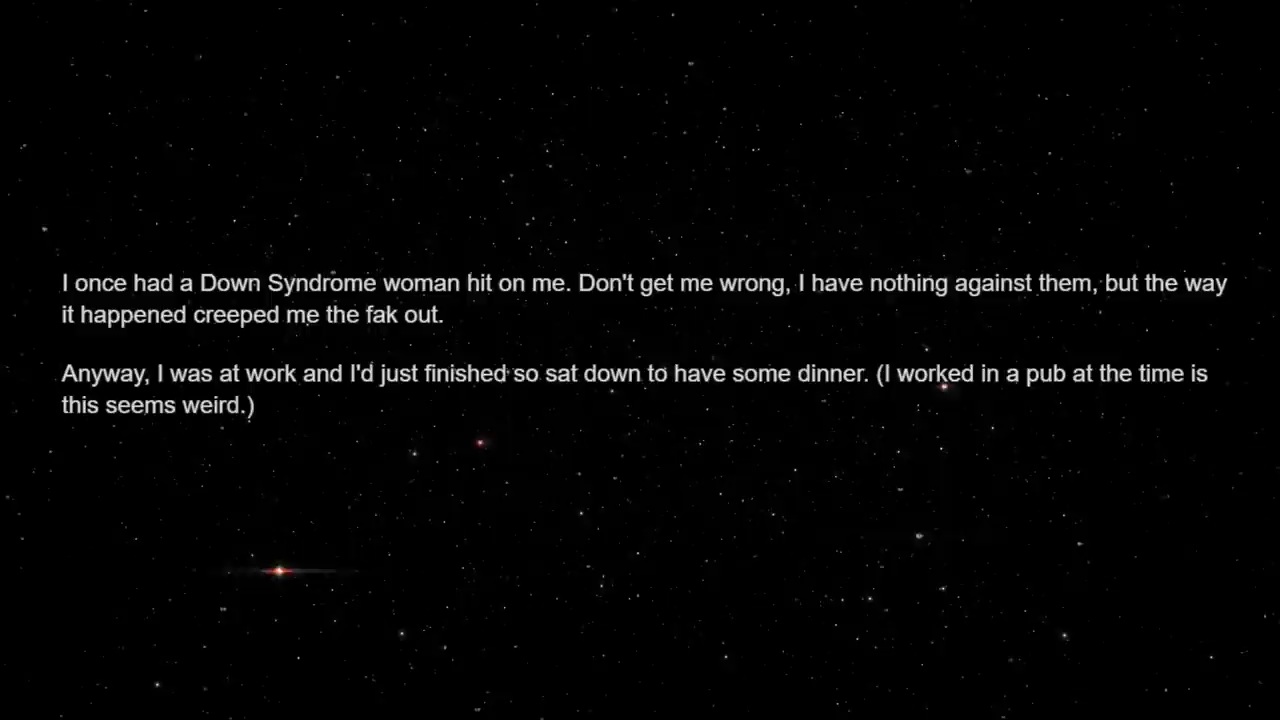 I once had a Down Syndrome woman hit on me. Don't get me wrong, I have nothing against them, but the way
it happened creeped me the fak out.
Anyway, I was at work and I'd just finished so sat down to have some dinner. (I worked in a pub at the time is
this seems weird.)